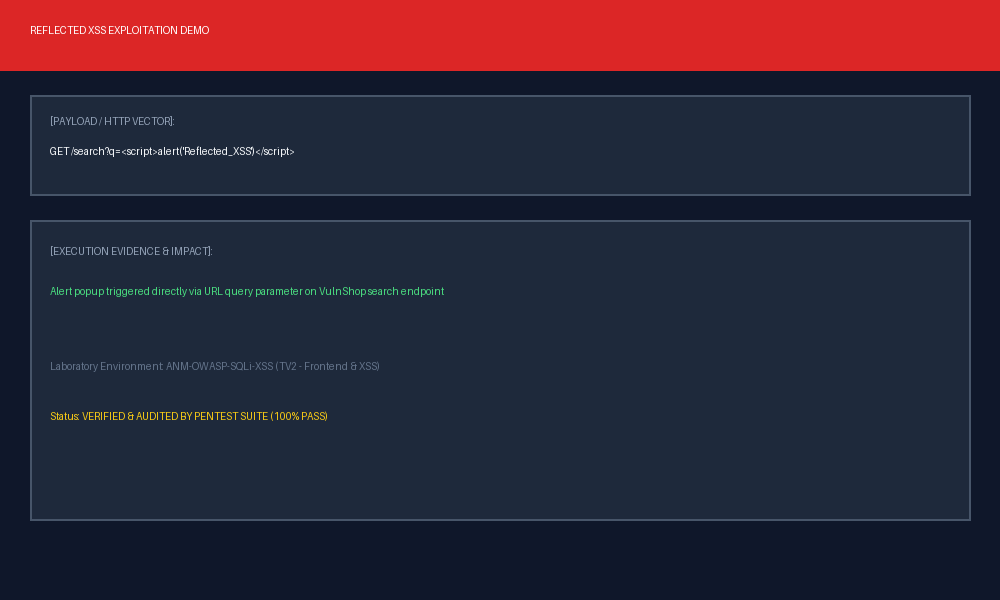 REFLECTED XSS EXPLOITATION DEMO
[PAYLOAD / HTTP VECTOR]:
GET /search?q=<script>alert('Reflected_XSS')</script>
[EXECUTION EVIDENCE & IMPACT]:
Alert popup triggered directly via URL query parameter on VulnShop search endpoint
Laboratory Environment: ANM-OWASP-SQLi-XSS (TV2 - Frontend & XSS)
Status: VERIFIED & AUDITED BY PENTEST SUITE (100% PASS)